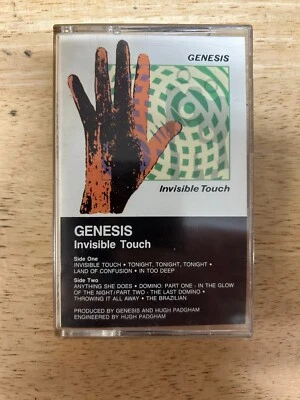 GENESIS
Invisible Touch
GENESIS
Invisible Touch
Side One
INVISIBLE TOUCH • TONIGHT, TONIGHT, TONIGHT •
LAND OF CONFUSION • IN TOO DEEP
Side Two
ANYTHING SHE DOES • DOMINO: PART ONE - IN THE GLOW
OF THE NIGHT/PART TWO - THE LAST DOMINO •
THROWING IT ALL AWAY • THE BRAZILIAN
PRODUCED BY GENESIS AND HUGH PADGHAM
ENGINEERED BY HUGH PADGHAM